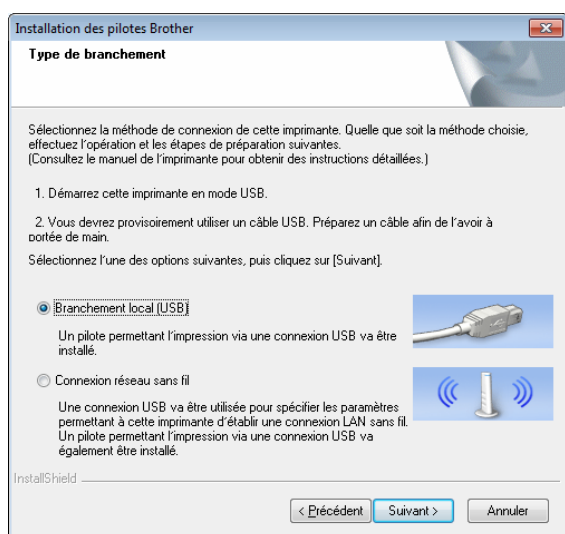 Installation des pilotes Brother
Type de branchement
Sélectionnez la méthode de connexion de cette imprimante. Quelle que soit la méthode choisie,
effectuez l'opération et les étapes de préparation suivantes.
(Consultez le manuel de l'imprimante pour obtenir des instructions détaillées.)
1. Démarrez cette imprimante en mode USB.
2. Vous devrez provisoirement utiliser un câble USB. Préparez un câble afin de l'avoir à
portée de main.
Sélectionnez l'une des options suivantes, puis cliquez sur [Suivant].
Branchement local (USB)
Un pilote permettant l'impression via une connexion USB va être
installé.
Connexion réseau sans fil
Une connexion USB va être utilisée pour spécifier les paramètres
permettant à cette imprimante d'établir une connexion LAN sans fil.
Un pilote permettant l'impression via une connexion USB va
également être installé.
InstallShield
< Précédent Suivant > Annuler